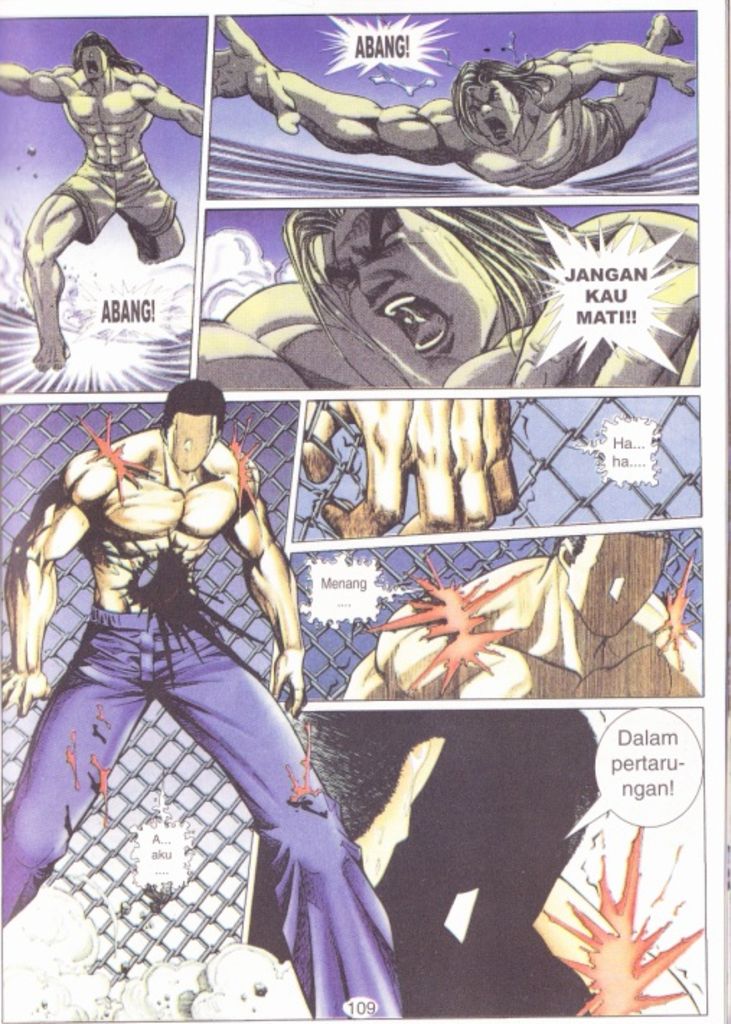 ABANG!
ABANG!
JANGAN
KAU
MATI!!
A...
aku
....
Ha...
ha....
Menang
....
Dalam
pertaru-
ngan!
109